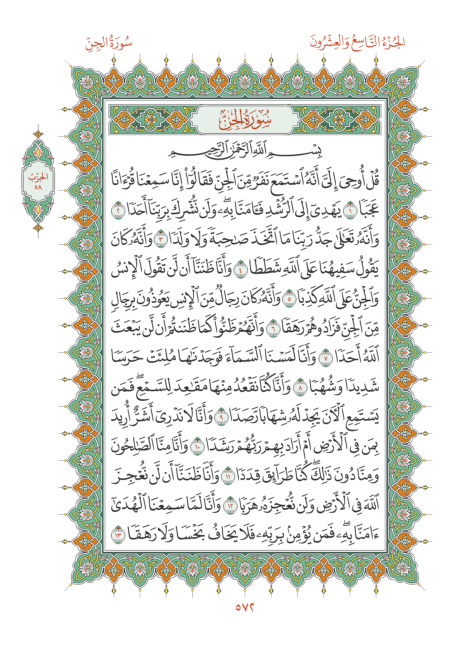 الجُزْءُ التَّاسِعُ وَالعِشْرُونَ
سُورَةُ الجِنِّ
سُورَةُ الجِنِّ
الحِزْبُ
٥٨
بِسْمِ ٱللَّهِ ٱلرَّحْمَٰنِ ٱلرَّحِيمِ
قُلْ أُوحِيَ إِلَيَّ أَنَّهُ ٱسْتَمَعَ نَفَرٌ مِّنَ ٱلْجِنِّ فَقَالُوٓا۟ إِنَّا سَمِعْنَا قُرْءَانًا
عَجَبًا ١ يَهْدِىٓ إِلَى ٱلرُّشْدِ فَـَٔامَنَّا بِهِۦ ۖ وَلَن نُّشْرِكَ بِرَبِّنَآ أَحَدًا ٢
وَأَنَّهُۥ تَعَٰلَىٰ جَدُّ رَبِّنَا مَا ٱتَّخَذَ صَٰحِبَةً وَلَا وَلَدًا ٣ وَأَنَّهُۥ كَانَ
يَقُولُ سَفِيهُنَا عَلَى ٱللَّهِ شَطَطًا ٤ وَأَنَّا ظَنَنَّآ أَن لَّن تَقُولَ ٱلْإِنسُ
وَٱلْجِنُّ عَلَى ٱللَّهِ كَذِبًا ٥ وَأَنَّهُۥ كَانَ رِجَالٌ مِّنَ ٱلْإِنسِ يَعُوذُونَ بِرِجَالٍ
مِّنَ ٱلْجِنِّ فَزَادُوهُمْ رَهَقًا ٦ وَأَنَّهُمْ ظَنُّوا۟ كَمَا ظَنَنتُمْ أَن لَّن يَبْعَثَ
ٱللَّهُ أَحَدًا ٧ وَأَنَّا لَمَسْنَا ٱلسَّمَآءَ فَوَجَدْنَٰهَا مُلِئَتْ حَرَسًا
شَدِيدًا وَشُهُبًا ٨ وَأَنَّا كُنَّا نَقْعُدُ مِنْهَا مَقَٰعِدَ لِلسَّمْعِ ۖ فَمَن
يَسْتَمِعِ ٱلْـَٔانَ يَجِدْ لَهُۥ شِهَابًا رَّصَدًا ٩ وَأَنَّا لَا نَدْرِىٓ أَشَرٌّ أُرِيدَ
بِمَن فِى ٱلْأَرْضِ أَمْ أَرَادَ بِهِمْ رَبُّهُمْ رَشَدًا ١٠ وَأَنَّا مِنَّا ٱلصَّٰلِحُونَ
وَمِنَّا دُونَ ذَٰلِكَ ۖ كُنَّا طَرَآئِقَ قِدَدًا ١١ وَأَنَّا ظَنَنَّآ أَن لَّن نُّعْجِزَ
ٱللَّهَ فِى ٱلْأَرْضِ وَلَن نُّعْجِزَهُۥ هَرَبًا ١٢ وَأَنَّا لَمَّا سَمِعْنَا ٱلْهُدَىٰٓ
ءَامَنَّا بِهِۦ ۖ فَمَن يُؤْمِنۢ بِرَبِّهِۦ فَلَا يَخَافُ بَخْسًا وَلَا رَهَقًا ١٣
٥٧٢